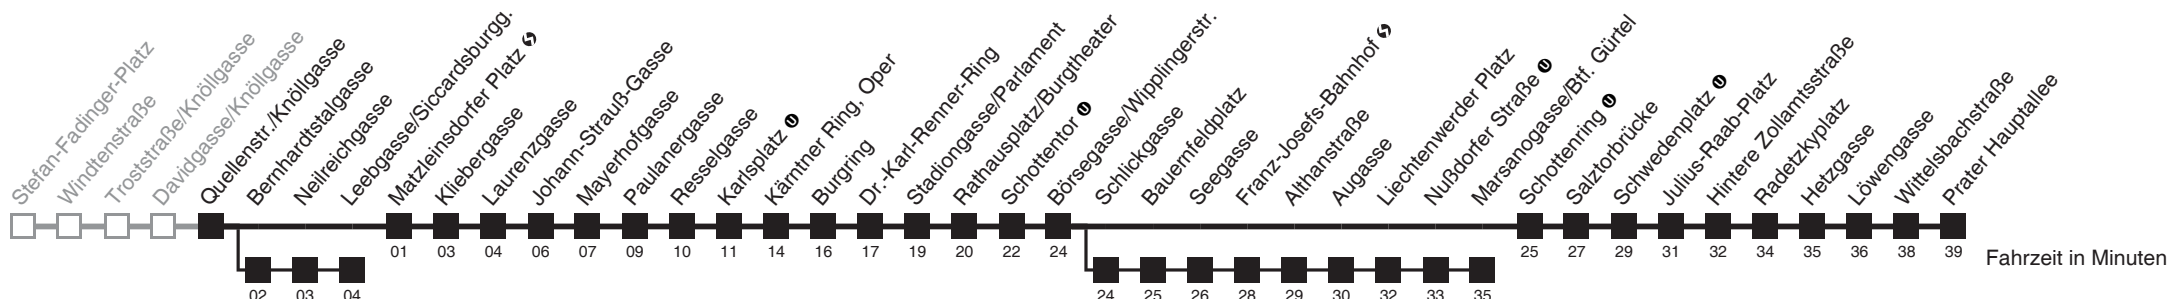 Stefan-Fadinger-Platz
Windtenstraße
Troststraße/Knöllgasse
Davidgasse/Knöllgasse
Quellenstr./Knöllgasse
Bernhardtstalgasse
Neilreichgasse
Leebgasse/Siccardsburgg.
Matzleinsdorfer Platz
Kliebergasse
Laurenzgasse
Johann-Strauß-Gasse
Mayerhofgasse
Paulanergasse
Resselgasse
Karlsplatz U
Kärntner Ring, Oper
Burgring
Dr.-Karl-Renner-Ring
Stadiongasse/Parlament
Rathausplatz/Burgtheater
Schottentor U
Börsegasse/Wipplingerstr.
Schlickgasse
Bauernfeldplatz
Seegasse
Franz-Josefs-Bahnhof
Althanstraße
Augasse
Liechtenwerder Platz
Nußdorfer Straße U
Marsanogasse/Btf. Gürtel
Schottenring U
Salztorbrücke
Schwedenplatz U
Julius-Raab-Platz
Hintere Zollamtsstraße
Radetzkyplatz
Hetzgasse
Löwengasse
Wittelsbachstraße
Prater Hauptallee
01 03 04 06 07 09 10 11 14 16 17 19 20 22 24 25 27 29 31 32 34 35 36 38 39
Fahrzeit in Minuten
02 03 04 24 25 26 28 29 30 32 33 35